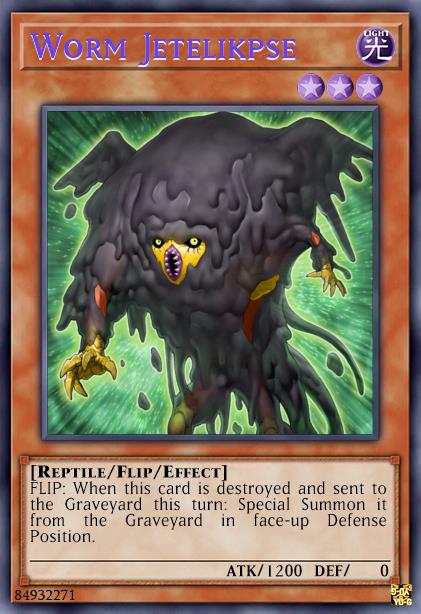 Worm Jetelikpse
LIGHT
光
[Reptile/Flip/Effect]
FLIP: When this card is destroyed and sent to
the Graveyard this turn: Special Summon it
from the Graveyard in face-up Defense
Position.
ATK/1200 DEF/ 0
84932271